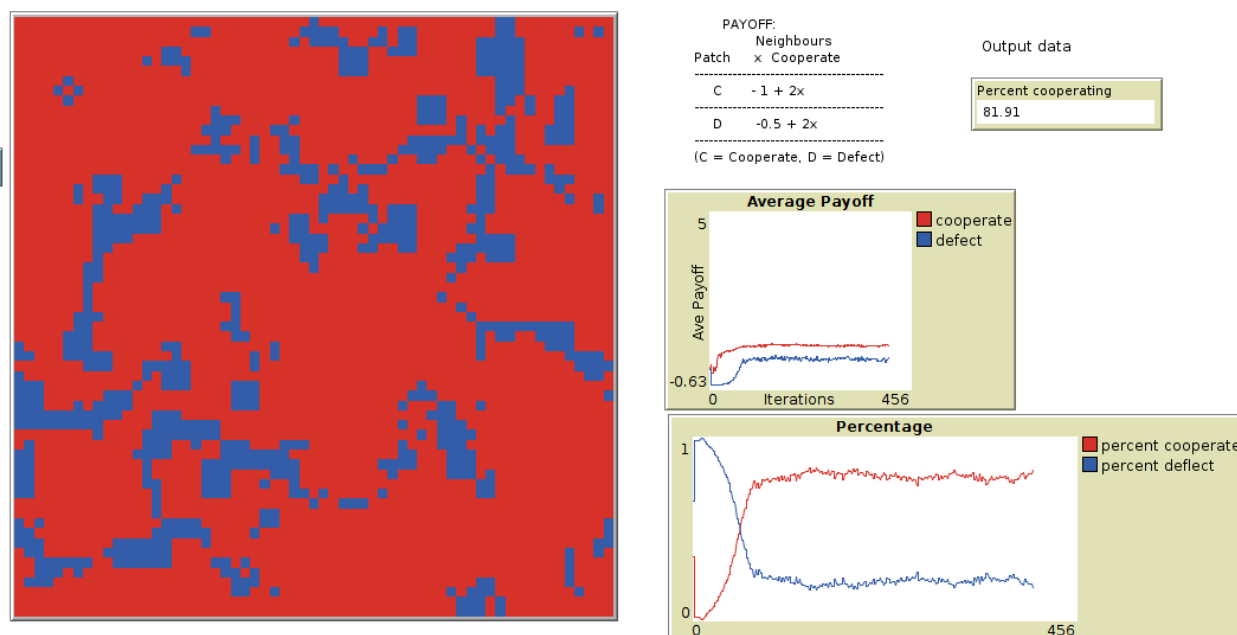 PAYOFF:
Neighbours
Patch x Cooperate
C - 1 + 2x
D -0.5 + 2x
(C = Cooperate, D = Defect)
Output data
Percent cooperating
81.91
Average Payoff
5
Ave Payoff
-0.63
0 Iterations 456
cooperate
defect
Percentage
1
0
0 456
percent cooperate
percent deflect